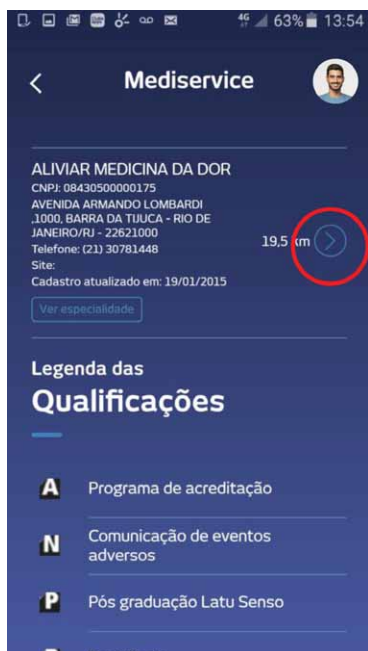 4G 63% 13:54
Mediservice
ALIVIAR MEDICINA DA DOR
CNPJ: 08430500000175
AVENIDA ARMANDO LOMBARDI
,1000, BARRA DA TIJUCA - RIO DE
JANEIRO/RJ - 22621000
Telefone: (21) 30781448
Site:
Cadastro atualizado em: 19/01/2015
19,5 km
Ver especialidade
Legenda das
Qualificações
A Programa de acreditação
N Comunicação de eventos
adversos
P Pós graduação Latu Senso